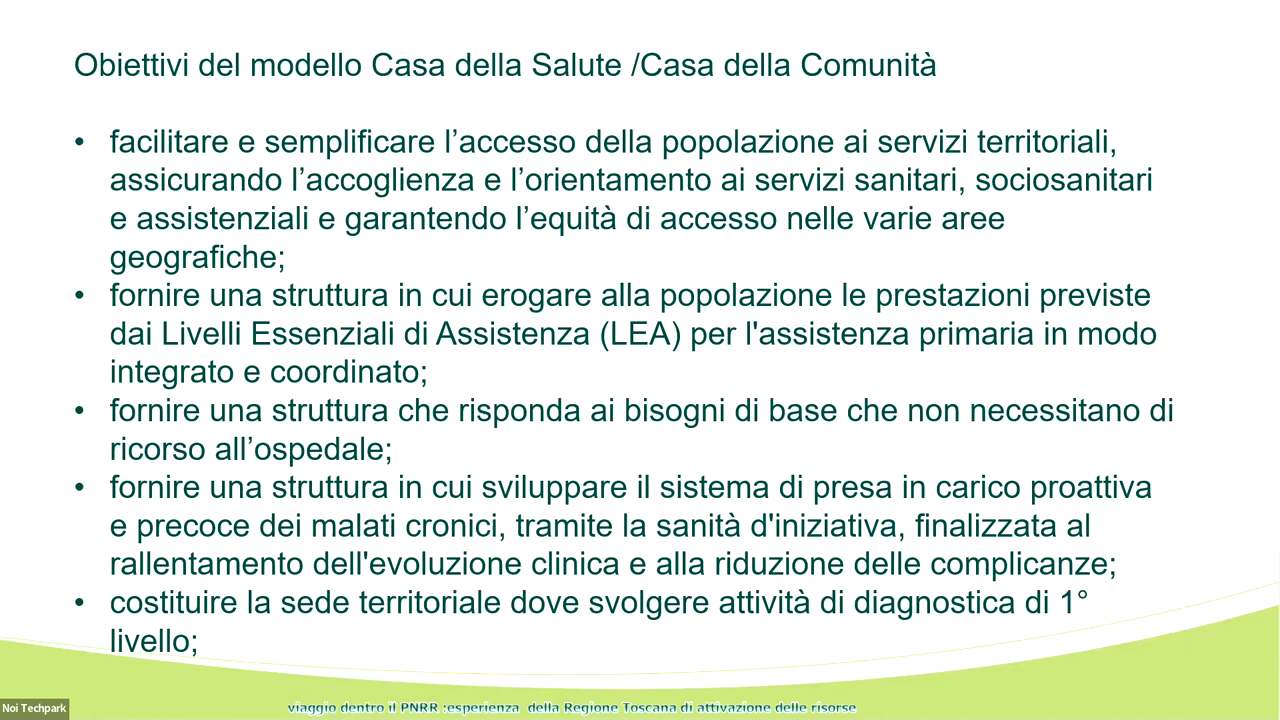 Obiettivi del modello Casa della Salute /Casa della Comunità
• facilitare e semplificare l’accesso della popolazione ai servizi territoriali,
assicurando l’accoglienza e l’orientamento ai servizi sanitari, sociosanitari
e assistenziali e garantendo l’equità di accesso nelle varie aree
geografiche;
• fornire una struttura in cui erogare alla popolazione le prestazioni previste
dai Livelli Essenziali di Assistenza (LEA) per l'assistenza primaria in modo
integrato e coordinato;
• fornire una struttura che risponda ai bisogni di base che non necessitano di
ricorso all’ospedale;
• fornire una struttura in cui sviluppare il sistema di presa in carico proattiva
e precoce dei malati cronici, tramite la sanità d'iniziativa, finalizzata al
rallentamento dell'evoluzione clinica e alla riduzione delle complicanze;
• costituire la sede territoriale dove svolgere attività di diagnostica di 1°
livello;
Noi Techpark
viaggio dentro il PNRR :esperienza della Regione Toscana di attivazione delle risorse